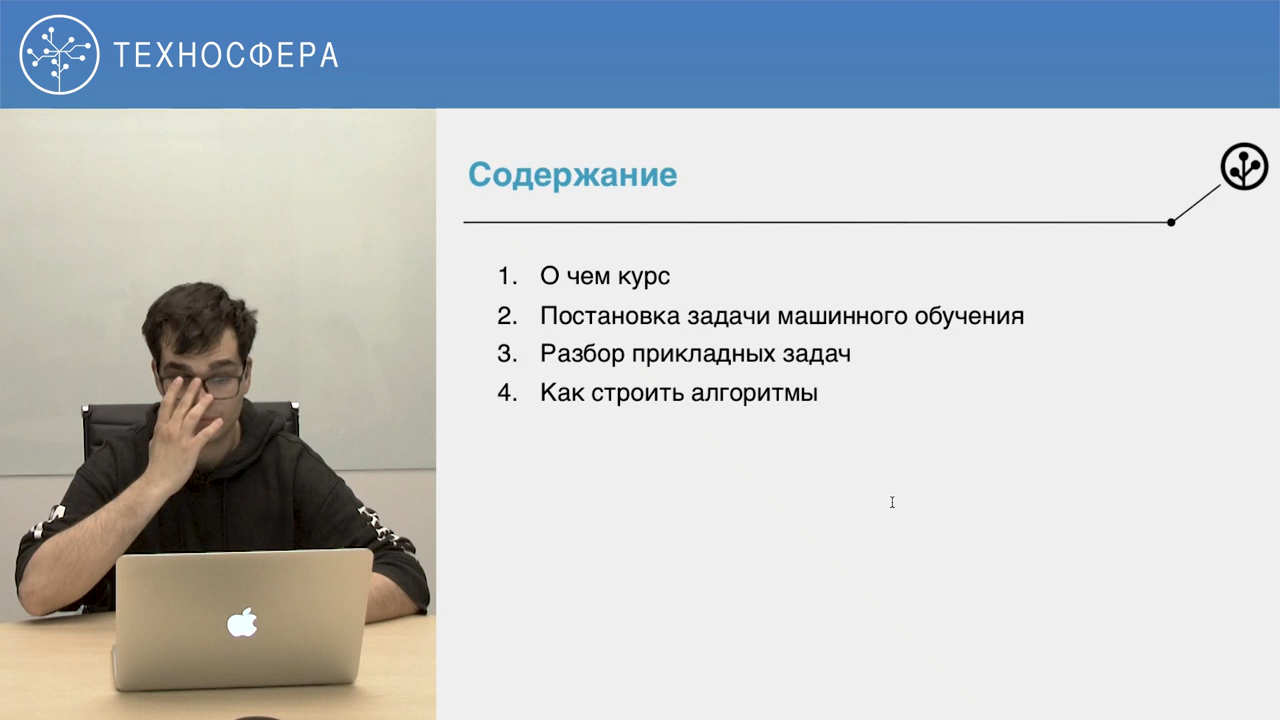 ТЕХНОСФЕРА
Содержание
1. О чем курс
2. Постановка задачи машинного обучения
3. Разбор прикладных задач
4. Как строить алгоритмы